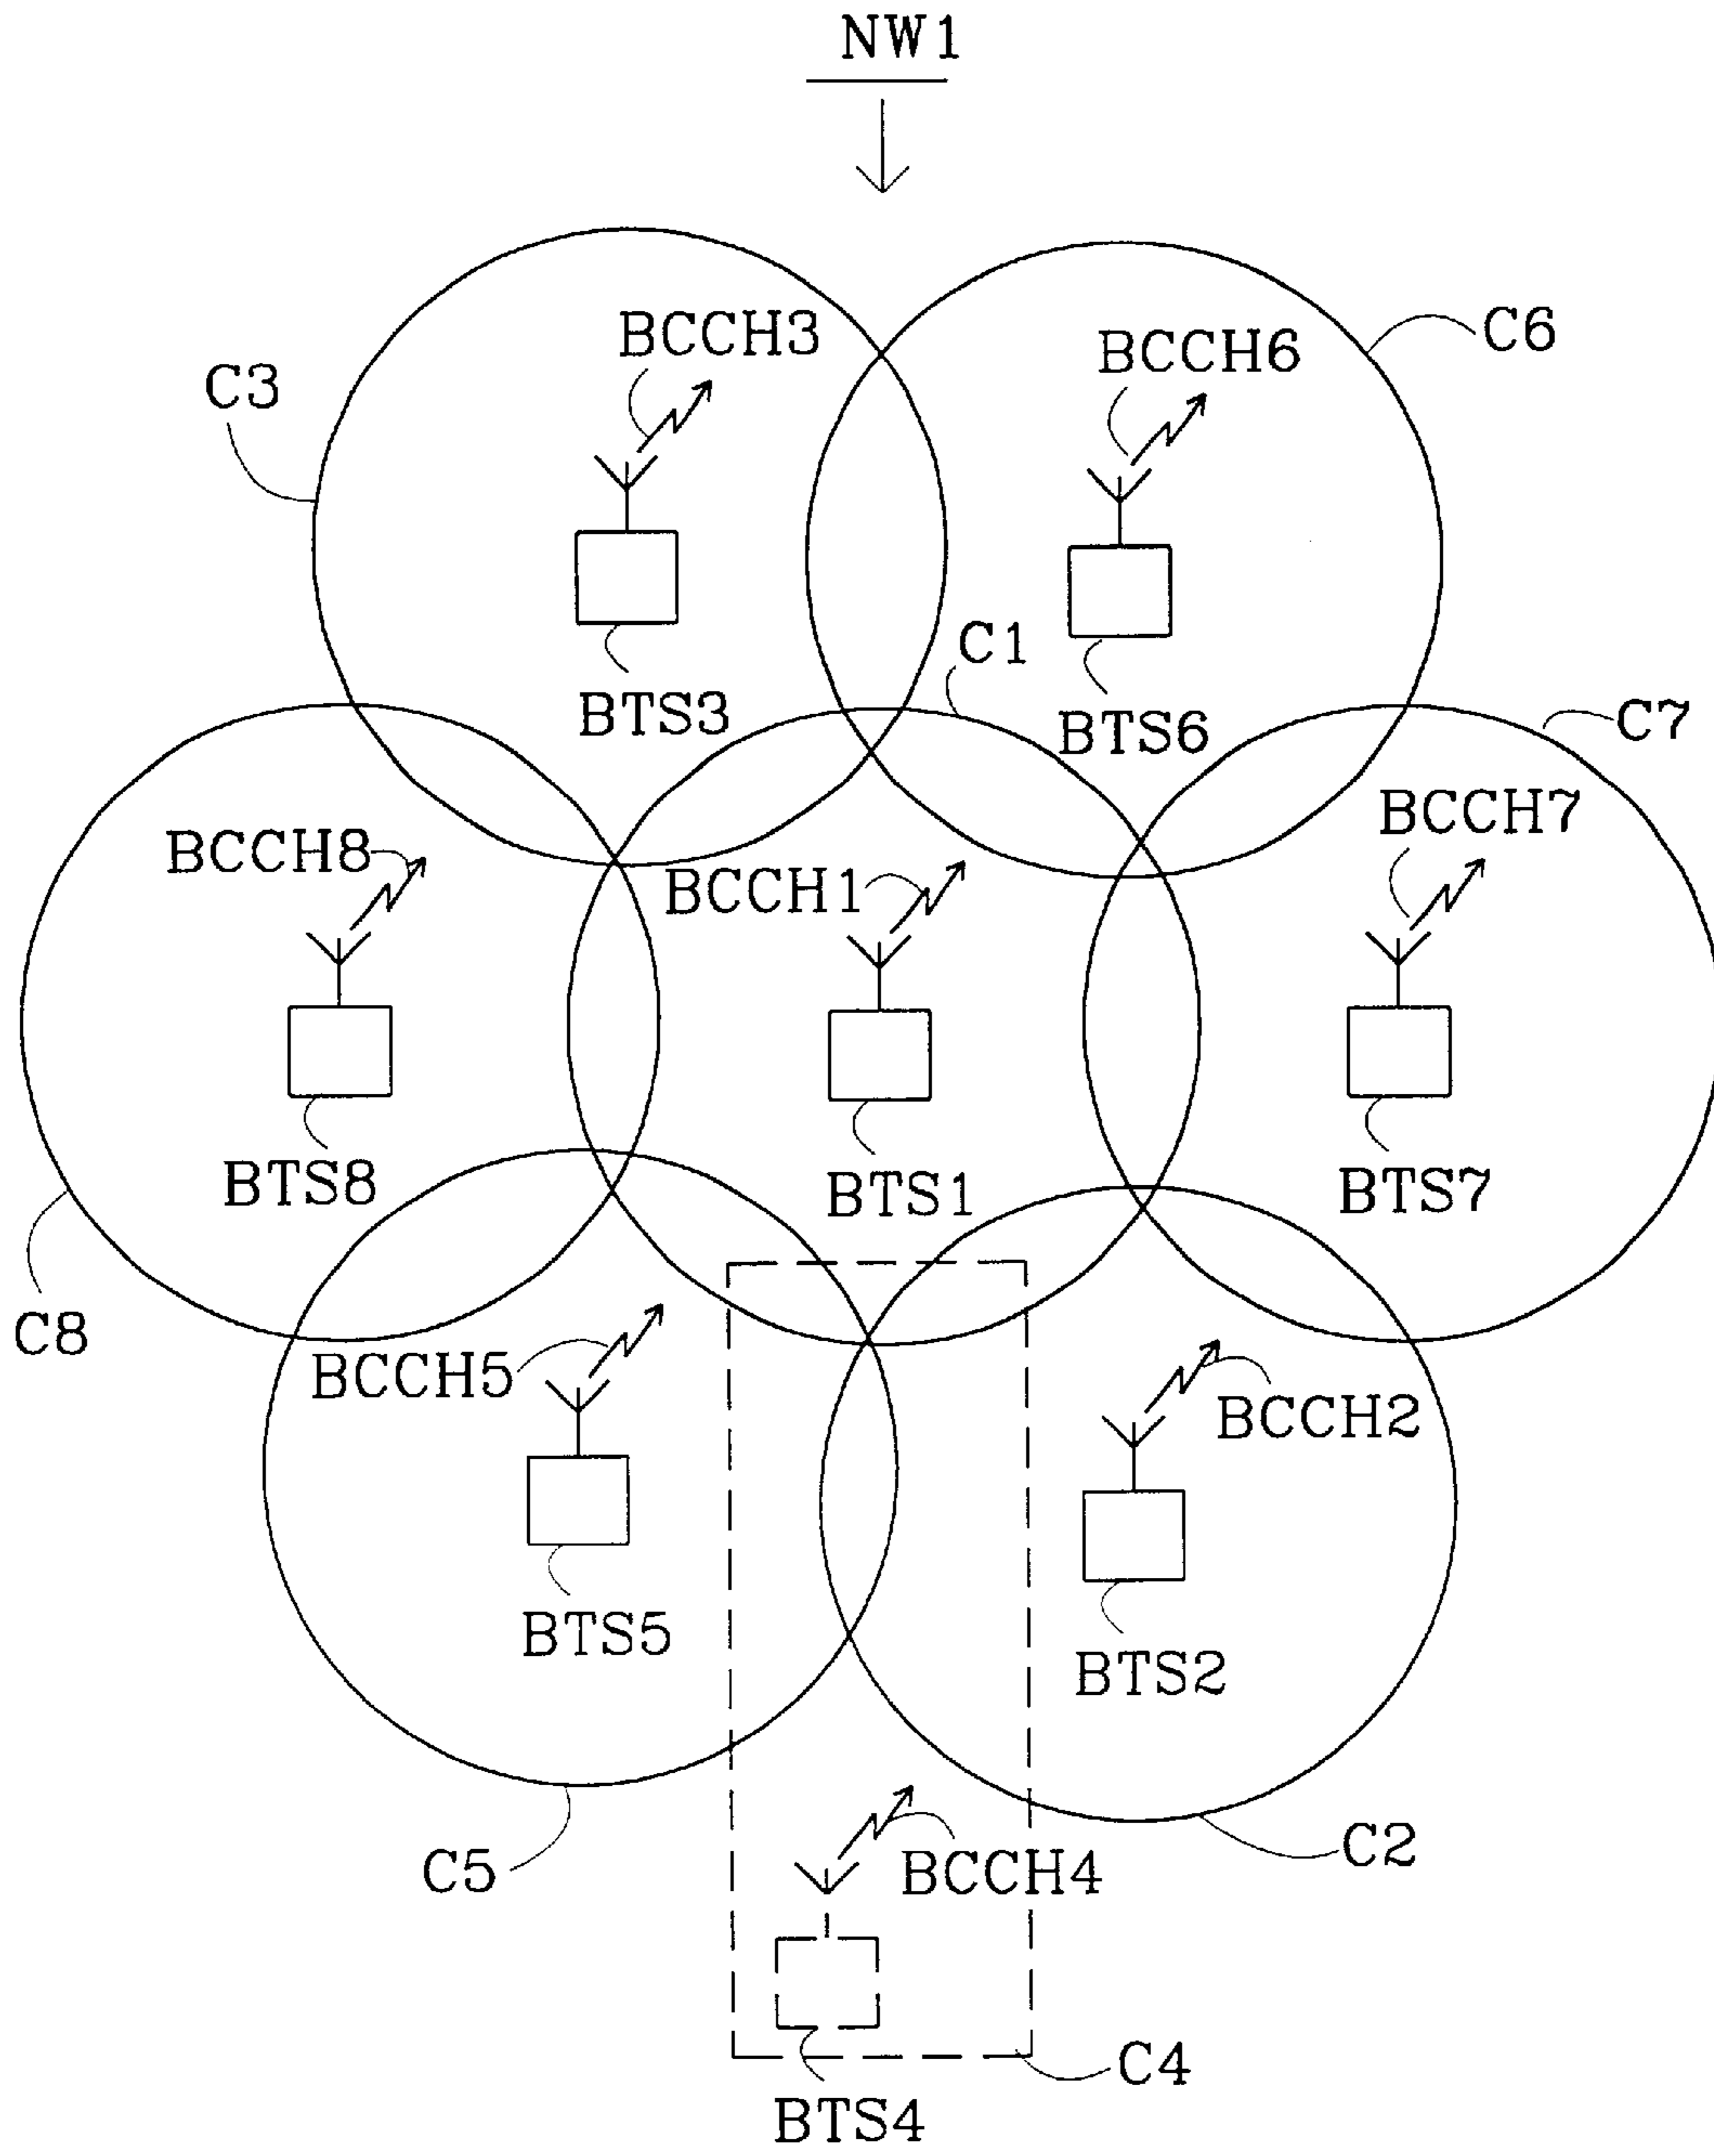 NW1
BCCH3
C6
BCCH6
C3
C1
BTS3
BTS6
C7
BCCH7
BCCH8
BCCH1
BTS8
BTS1
BTS7
C8
BCCH5
BCCH2
BTS5
BTS2
C5
BCCH4
C2
C4
BTS4